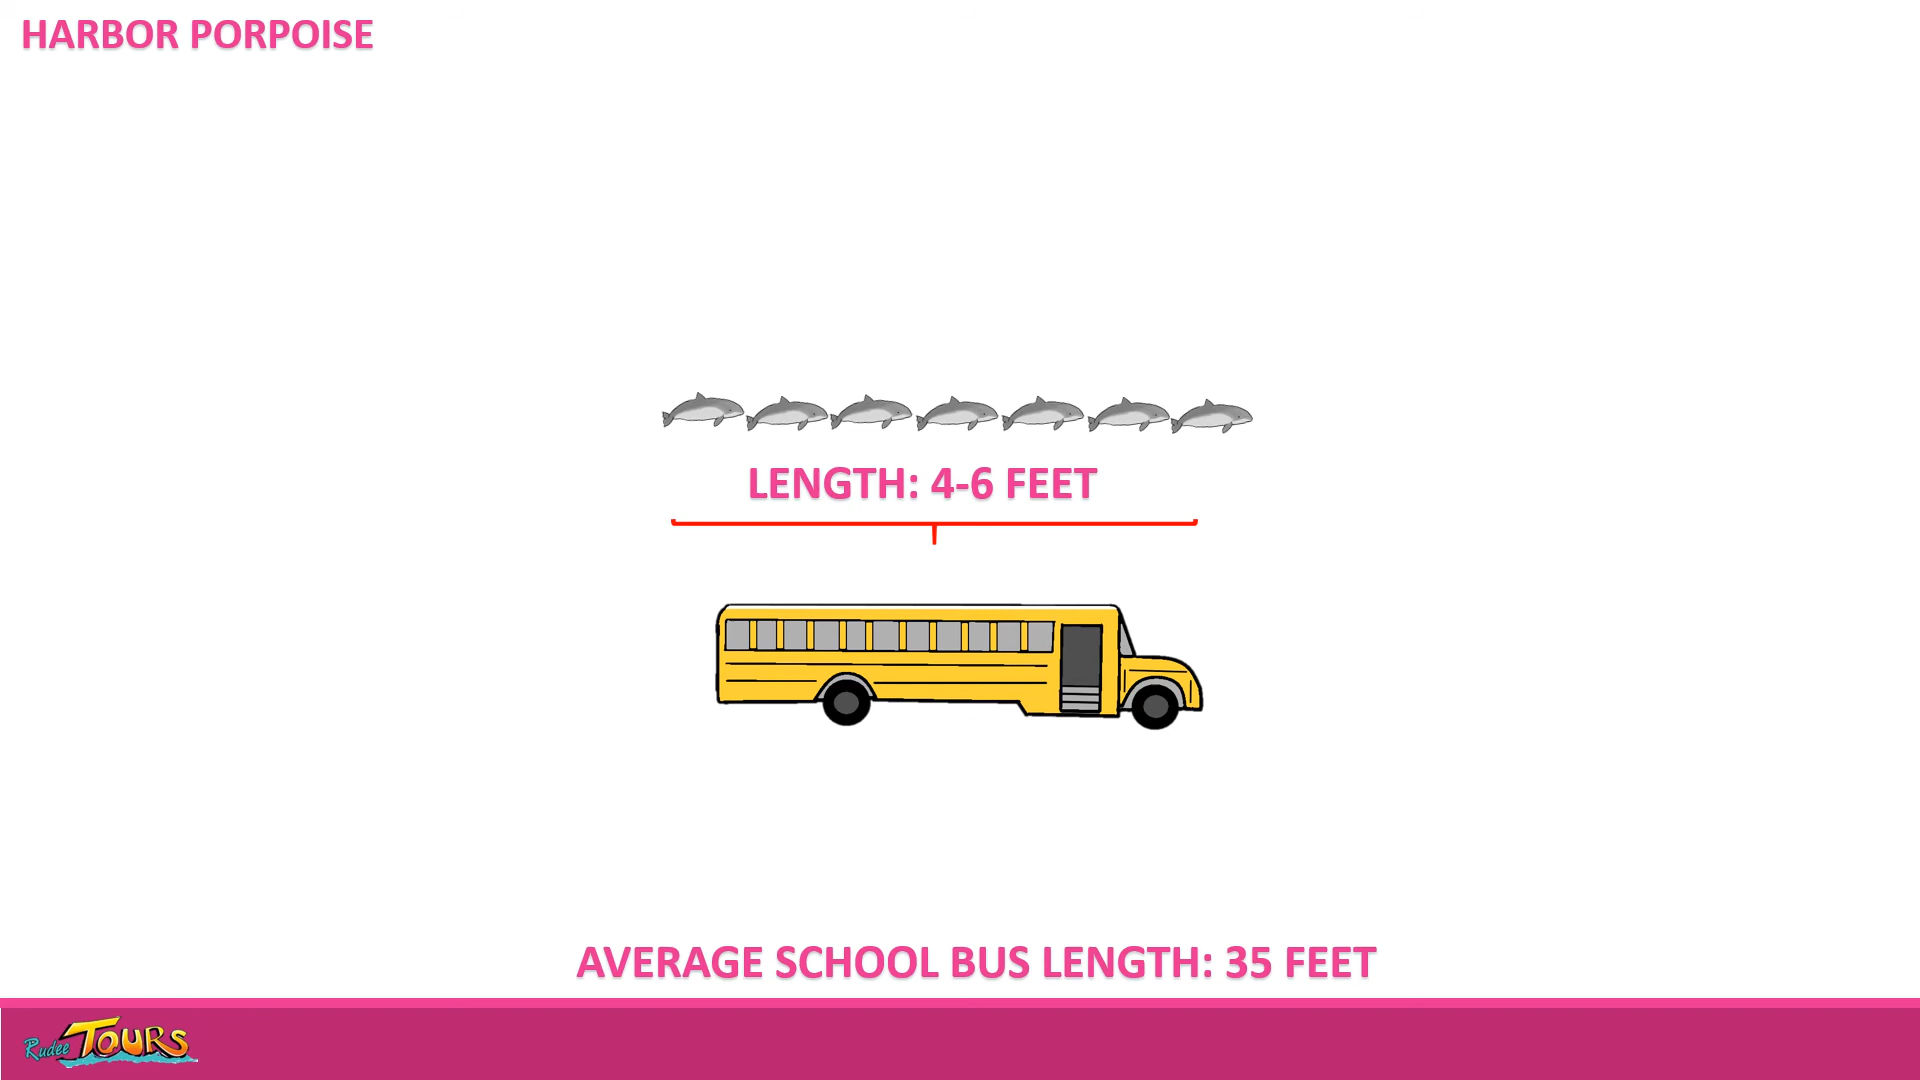 HARBOR PORPOISE
LENGTH: 4-6 FEET
AVERAGE SCHOOL BUS LENGTH: 35 FEET
Rudee TOURS